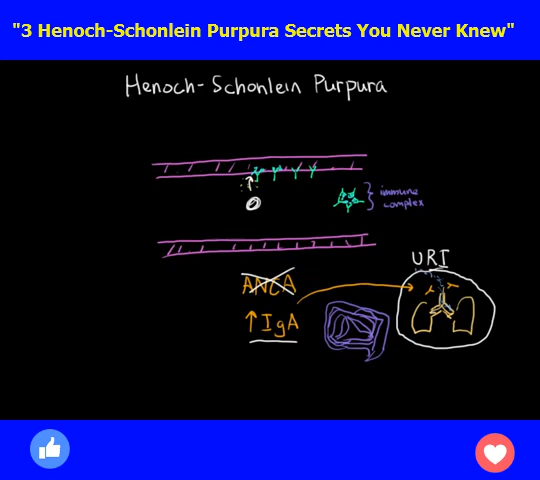 "3 Henoch-Schonlein Purpura Secrets You Never Knew"
Henoch-Schonlein Purpura
immune
complex
URI
ANCA
↑IgA